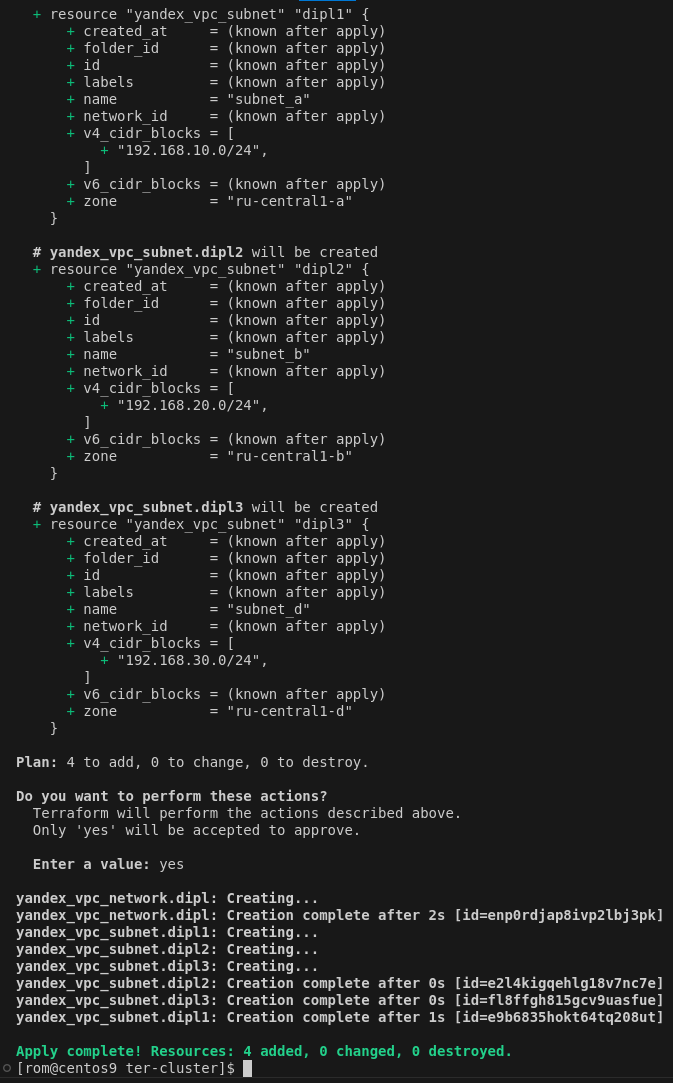 + resource "yandex_vpc_subnet" "dipl1" {
+ created_at     = (known after apply)
+ folder_id      = (known after apply)
+ id             = (known after apply)
+ labels         = (known after apply)
+ name           = "subnet_a"
+ network_id     = (known after apply)
+ v4_cidr_blocks = [
+ "192.168.10.0/24",
]
+ v6_cidr_blocks = (known after apply)
+ zone           = "ru-central1-a"
}
# yandex_vpc_subnet.dipl2 will be created
+ resource "yandex_vpc_subnet" "dipl2" {
+ created_at     = (known after apply)
+ folder_id      = (known after apply)
+ id             = (known after apply)
+ labels         = (known after apply)
+ name           = "subnet_b"
+ network_id     = (known after apply)
+ v4_cidr_blocks = [
+ "192.168.20.0/24",
]
+ v6_cidr_blocks = (known after apply)
+ zone           = "ru-central1-b"
}
# yandex_vpc_subnet.dipl3 will be created
+ resource "yandex_vpc_subnet" "dipl3" {
+ created_at     = (known after apply)
+ folder_id      = (known after apply)
+ id             = (known after apply)
+ labels         = (known after apply)
+ name           = "subnet_d"
+ network_id     = (known after apply)
+ v4_cidr_blocks = [
+ "192.168.30.0/24",
]
+ v6_cidr_blocks = (known after apply)
+ zone           = "ru-central1-d"
}
Plan: 4 to add, 0 to change, 0 to destroy.
Do you want to perform these actions?
Terraform will perform the actions described above.
Only 'yes' will be accepted to approve.
Enter a value: yes
yandex_vpc_network.dipl: Creating...
yandex_vpc_network.dipl: Creation complete after 2s [id=enp0rdjap8ivp2lbj3pk]
yandex_vpc_subnet.dipl1: Creating...
yandex_vpc_subnet.dipl2: Creating...
yandex_vpc_subnet.dipl3: Creating...
yandex_vpc_subnet.dipl2: Creation complete after 0s [id=e2l4kigqehlg18v7nc7e]
yandex_vpc_subnet.dipl3: Creation complete after 0s [id=fl8ffgh815gcv9uasfue]
yandex_vpc_subnet.dipl1: Creation complete after 1s [id=e9b6835hokt64tq208ut]
Apply complete! Resources: 4 added, 0 changed, 0 destroyed.
[rom@centos9 ter-cluster]$